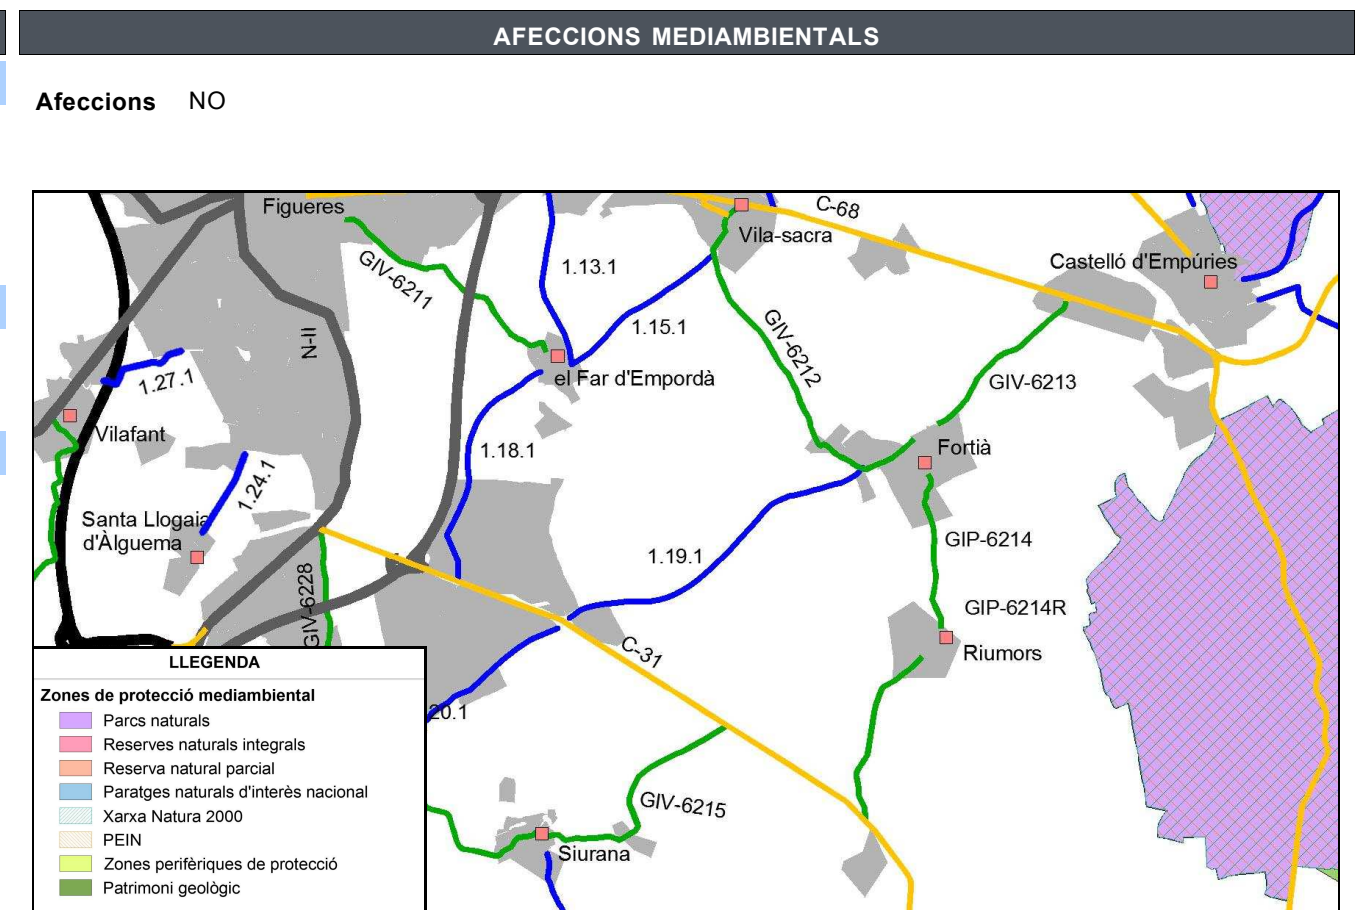 AFECCIONS MEDIAMBIENTALS
Afeccions NO
Figueres
C-68
Vila-sacra
GIV-6211
1.13.1
Castelló d'Empúries
1.15.1
N-II
GIV-6212
1.27.1
el Far d'Empordà
GIV-6213
Vilafant
1.18.1
Fortià
1.24.1
Santa Llogaia
d'Àlguema
GIP-6214
1.19.1
GIV-6228
GIP-6214R
C-31
Riumors
20.1
GIV-6215
Siurana
LLEGENDA
Zones de protecció mediambiental
Parcs naturals
Reserves naturals integrals
Reserva natural parcial
Paratges naturals d'interès nacional
Xarxa Natura 2000
PEIN
Zones perifèriques de protecció
Patrimoni geològic